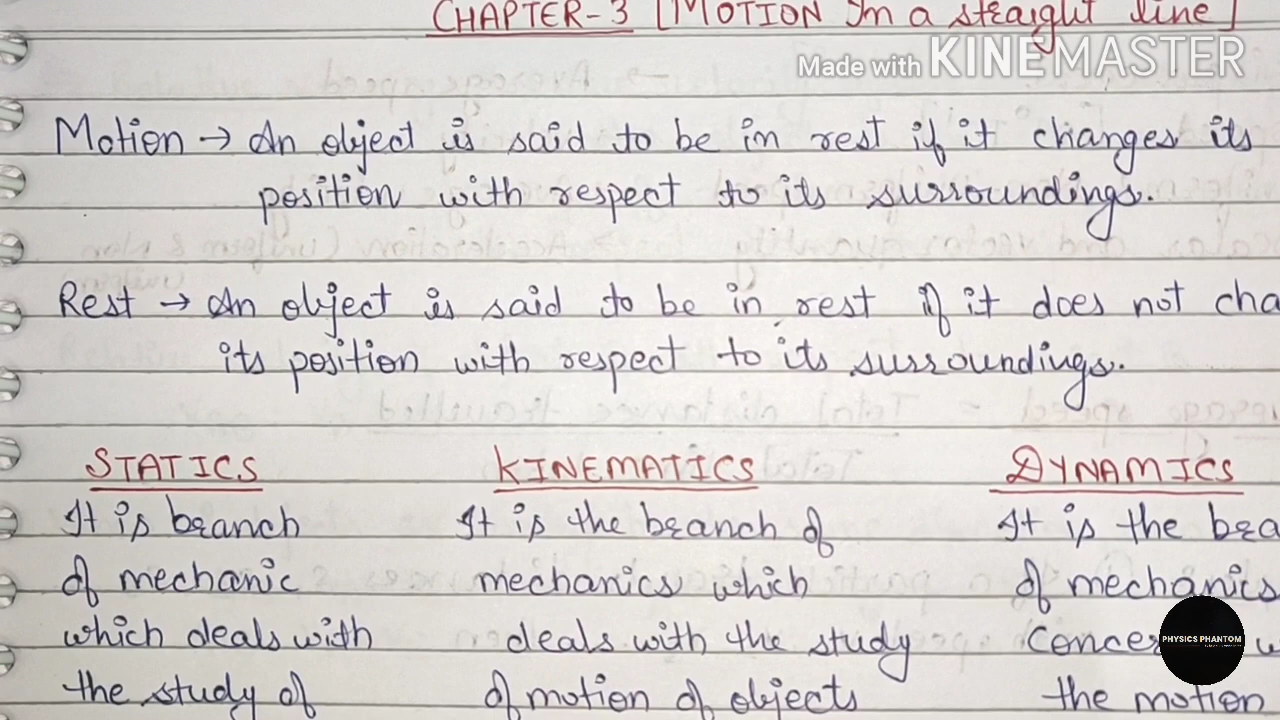 CHAPTER-3 [MOTION In a straight line]
Made with KINEMASTER
Motion → An object is said to be in rest if it changes its
position with respect to its surroundings.
Rest → An object is said to be in rest if it does not cha
its position with respect to its surroundings.
STATICS
It is branch
of mechanic
which deals with
the study of
KINEMATICS
It is the branch of
mechanics which
deals with the study
of motion of objects
DYNAMICS
It is the bra
of mechanics
Concer w
the motion
PHYSICS PHANTOM